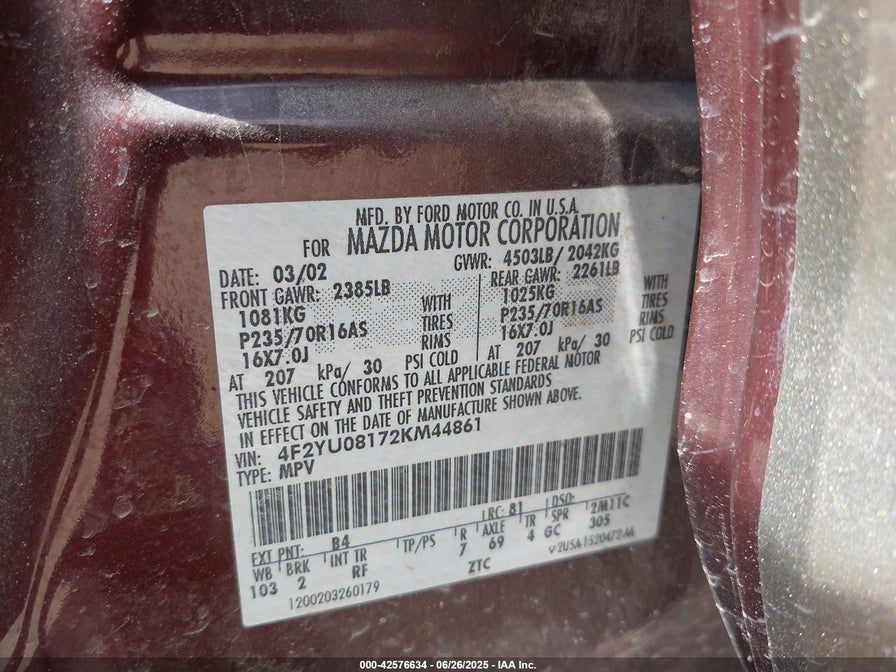 MFD. BY FORD MOTOR CO. IN U.S.A.
FOR MAZDA MOTOR CORPORATION
DATE: 03/02 GVWR: 4503LB/ 2042KG
FRONT GAWR: 2385LB REAR GAWR: 2261LB
1081KG WITH 1025KG WITH
P235/70R16AS TIRES P235/70R16AS TIRES
16X7.0J RIMS 16X7.0J RIMS
AT 207 kPa/ 30 PSI COLD AT 207 kPa/ 30 PSI COLD
THIS VEHICLE CONFORMS TO ALL APPLICABLE FEDERAL MOTOR
VEHICLE SAFETY AND THEFT PREVENTION STANDARDS
IN EFFECT ON THE DATE OF MANUFACTURE SHOWN ABOVE.
VIN: 4F2YU08172KM44861
TYPE: MPV
EXT PNT: B4 LRC: 81 DSO:
WB BRK INT TR TP/PS R AXLE TR SPR 2M1TC
103 2 RF 7 69 4 GC 305
1200203260179 ZTC 2U5A-1520472-AA
000-42576634 - 06/26/2025 - IAA Inc.